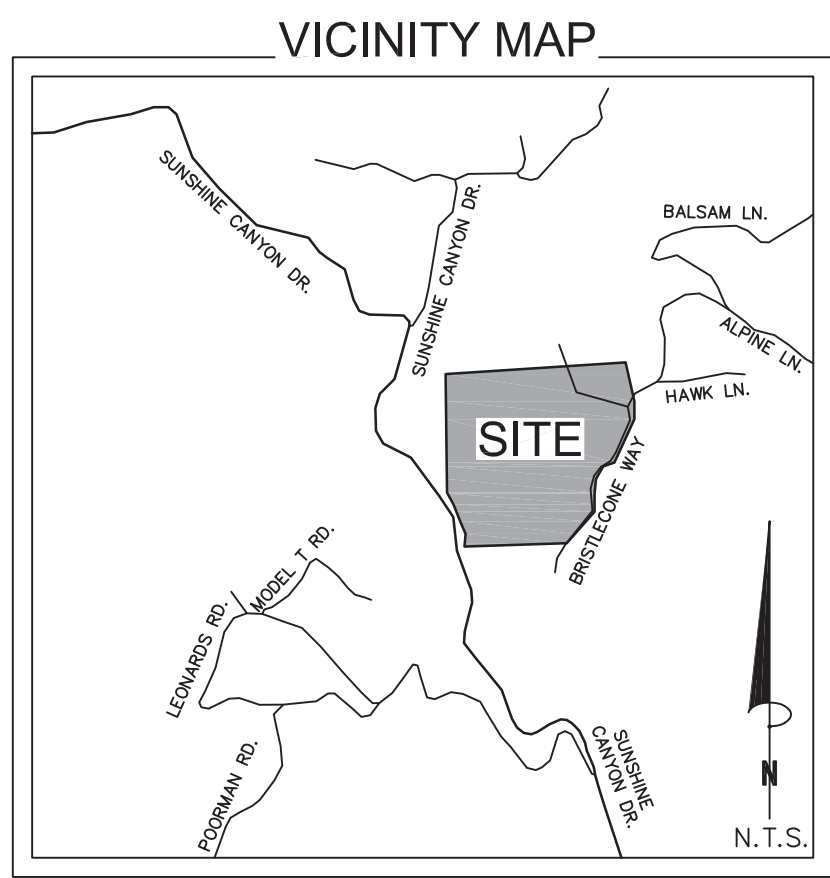 VICINITY MAP
SUNSHINE CANYON DR.
SUNSHINE CANYON DR.
BALSAM LN.
ALPINE LN.
HAWK LN.
SITE
BRISTLECONE WAY
MODEL T RD.
LEONARDS RD.
POORMAN RD.
SUNSHINE
CANYON DR.
N
N.T.S.